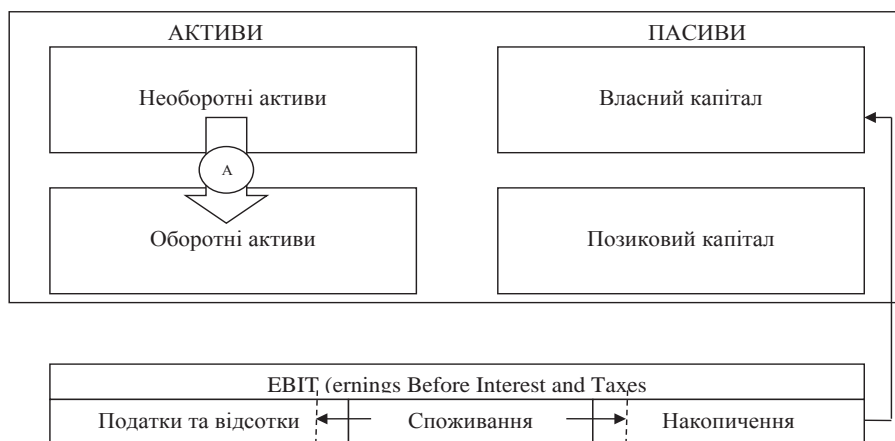 АКТИВИ
ПАСИВИ
Необоротні активи
Власний капітал
А
Оборотні активи
Позиковий капітал
EBIT (ernings Before Interest and Taxes
Податки та відсотки
Споживання
Накопичення